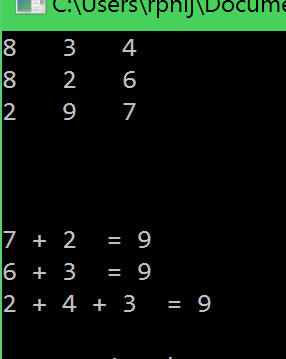 C:\Users\rphij\Docume
8 3 4
8 2 6
2 9 7
7 + 2 = 9
6 + 3 = 9
2 + 4 + 3 = 9